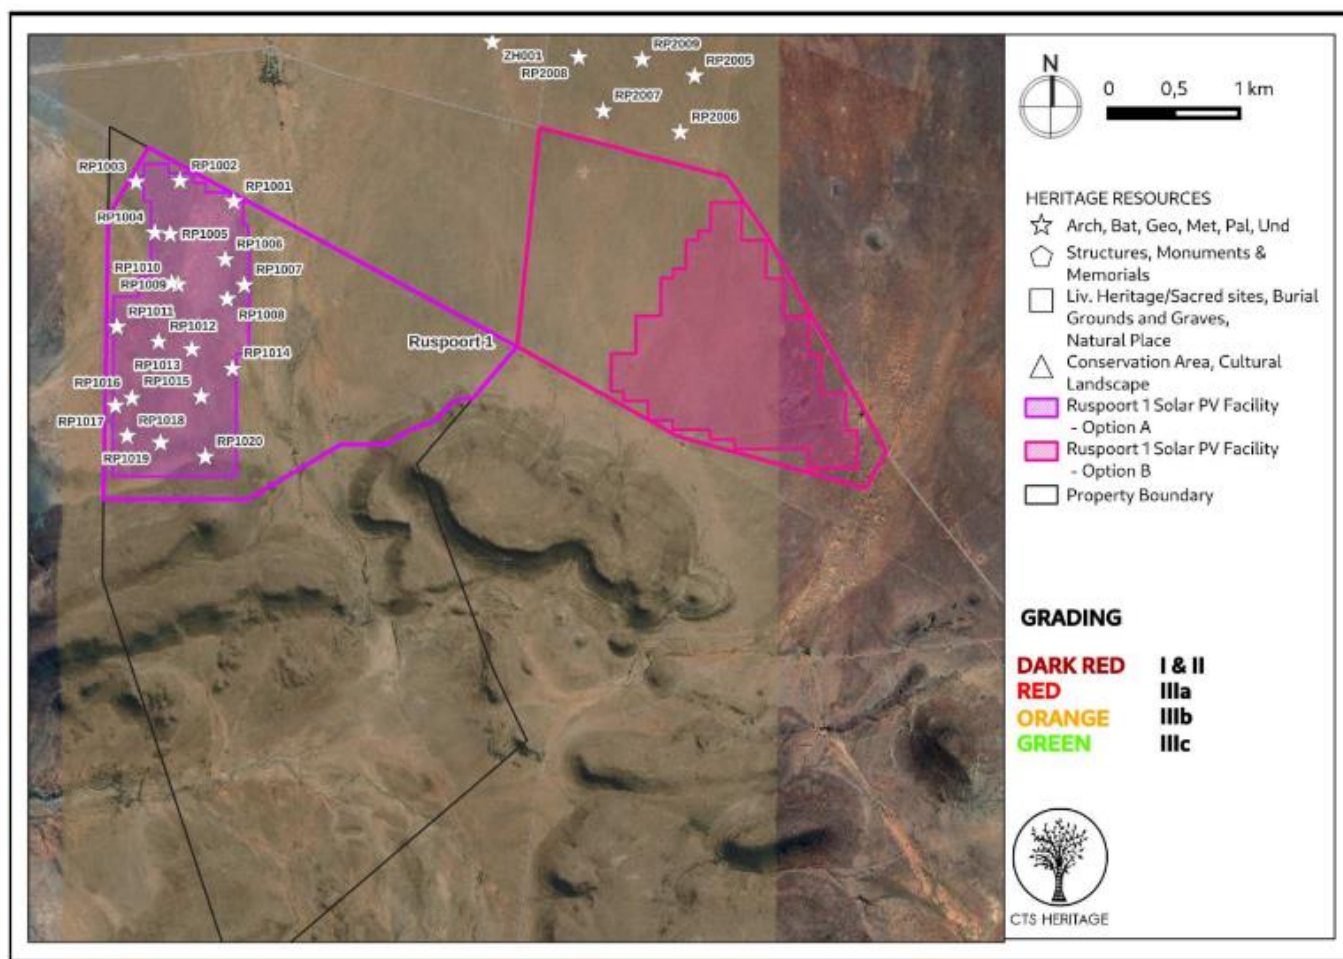 ZH001
RP2009
RP2008
RP2005
RP2007
RP2006
RP1003
RP1002
RP1001
RP1004
RP1005
RP1006
RP1010
RP1009
RP1007
RP1011
RP1008
RP1012
Ruspoort 1
RP1013
RP1014
RP1016
RP1015
RP1017
RP1018
RP1019
RP1020
N
0 0,5 1 km
HERITAGE RESOURCES
Arch, Bat, Geo, Met, Pal, Und
Structures, Monuments &
Memorials
Liv. Heritage/Sacred sites, Burial
Grounds and Graves,
Natural Place
Conservation Area, Cultural
Landscape
Ruspoort 1 Solar PV Facility
- Option A
Ruspoort 1 Solar PV Facility
- Option B
Property Boundary
GRADING
DARK RED I & II
RED IIIa
ORANGE IIIb
GREEN IIIc
CTS HERITAGE